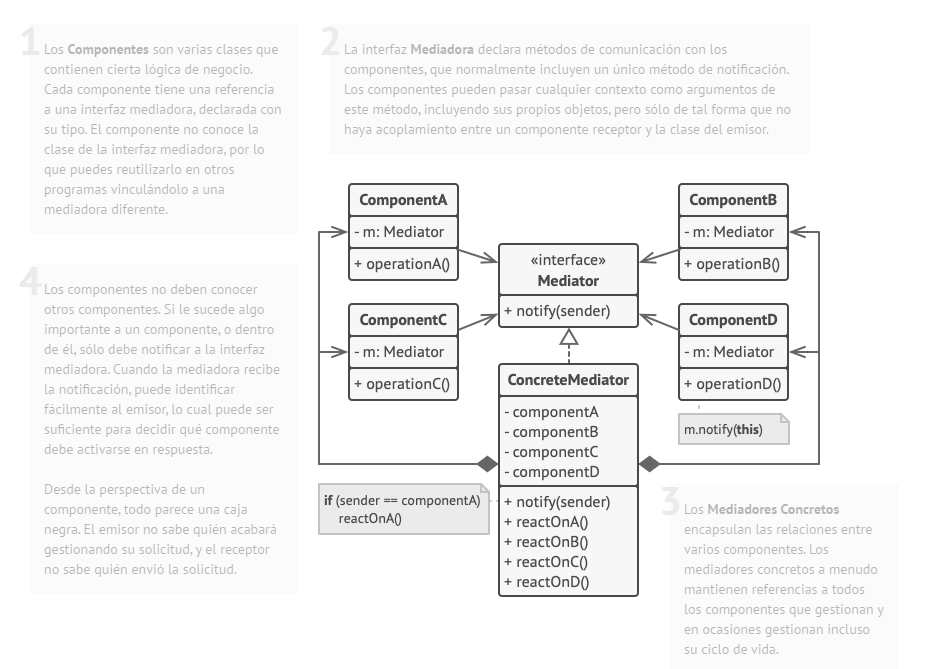 1
Los Componentes son varias clases que
contienen cierta lógica de negocio.
Cada componente tiene una referencia
a una interfaz mediadora, declarada con
su tipo. El componente no conoce la
clase de la interfaz mediadora, por lo
que puedes reutilizarlo en otros
programas vinculándolo a una
mediadora diferente.
2
La interfaz Mediadora declara métodos de comunicación con los
componentes, que normalmente incluyen un único método de notificación.
Los componentes pueden pasar cualquier contexto como argumentos de
este método, incluyendo sus propios objetos, pero sólo de tal forma que no
haya acoplamiento entre un componente receptor y la clase del emisor.
ComponentA
- m: Mediator
+ operationA()
ComponentB
- m: Mediator
+ operationB()
«interface»
Mediator
+ notify(sender)
ComponentC
- m: Mediator
+ operationC()
ComponentD
- m: Mediator
+ operationD()
m.notify(this)
ConcreteMediator
- componentA
- componentB
- componentC
- componentD
+ notify(sender)
+ reactOnA()
+ reactOnB()
+ reactOnC()
+ reactOnD()
if (sender == componentA)
reactOnA()
4
Los componentes no deben conocer
otros componentes. Si le sucede algo
importante a un componente, o dentro
de él, sólo debe notificar a la interfaz
mediadora. Cuando la mediadora recibe
la notificación, puede identificar
fácilmente al emisor, lo cual puede ser
suficiente para decidir qué componente
debe activarse en respuesta.
Desde la perspectiva de un
componente, todo parece una caja
negra. El emisor no sabe quién acabará
gestionando su solicitud, y el receptor
no sabe quién envió la solicitud.
3
Los Mediadores Concretos
encapsulan las relaciones entre
varios componentes. Los
mediadores concretos a menudo
mantienen referencias a todos
los componentes que gestionan y
en ocasiones gestionan incluso
su ciclo de vida.